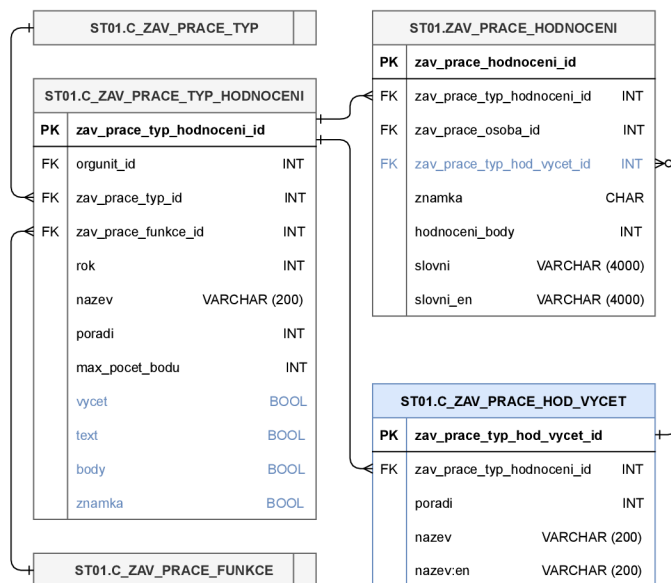 ST01.C_ZAV_PRACE_TYP
ST01.C_ZAV_PRACE_TYP_HODNOCENI
PK zav_prace_typ_hodnoceni_id
FK orgunit_id INT
FK zav_prace_typ_id INT
FK zav_prace_funkce_id INT
rok INT
nazev VARCHAR (200)
poradi INT
max_pocet_bodu INT
vycet BOOL
text BOOL
body BOOL
znamka BOOL
ST01.C_ZAV_PRACE_FUNKCE
ST01.ZAV_PRACE_HODNOCENI
PK zav_prace_hodnoceni_id
FK zav_prace_typ_hodnoceni_id INT
FK zav_prace_osoba_id INT
FK zav_prace_typ_hod_vycet_id INT
znamka CHAR
hodnoceni_body INT
slovni VARCHAR (4000)
slovni_en VARCHAR (4000)
ST01.C_ZAV_PRACE_HOD_VYCET
PK zav_prace_typ_hod_vycet_id
FK zav_prace_typ_hodnoceni_id INT
poradi INT
nazev VARCHAR (200)
nazev:en VARCHAR (200)